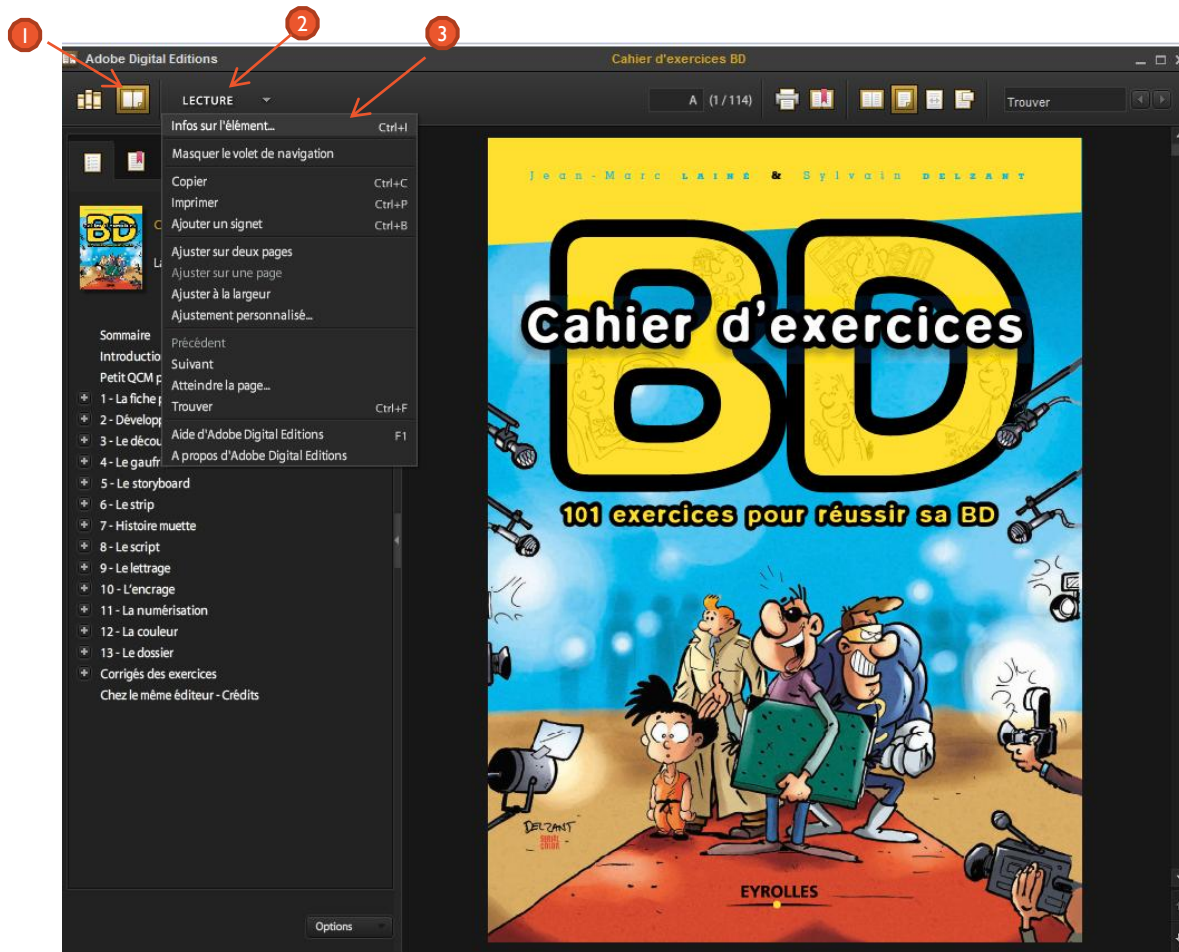 1
2
3
Adobe Digital Editions
Cahier d'exercices BD
LECTURE
A (1/114)
Trouver
Infos sur l'élément... Ctrl+I
Masquer le volet de navigation
Copier Ctrl+C
Imprimer Ctrl+P
Ajouter un signet Ctrl+B
Ajuster sur deux pages
Ajuster sur une page
Ajuster à la largeur
Ajustement personnalisé...
Précédent
Suivant
Atteindre la page...
Trouver Ctrl+F
Aide d'Adobe Digital Editions F1
A propos d'Adobe Digital Editions
BD
Sommaire
Introductio
Petit QCM p
1 - La fiche p
2 - Dévelop
3 - Le décou
4 - Le gaufr
5 - Le storyboard
6 - Le strip
7 - Histoire muette
8 - Le script
9 - Le lettrage
10 - L'encrage
11 - La numérisation
12 - La couleur
13 - Le dossier
Corrigés des exercices
Chez le même éditeur - Crédits
Options
Jean-Marc LAINÉ & Sylvain DELZANT
BD
Cahier d'exercices
101 exercices pour réussir sa BD
DELZANT
EYROLLES